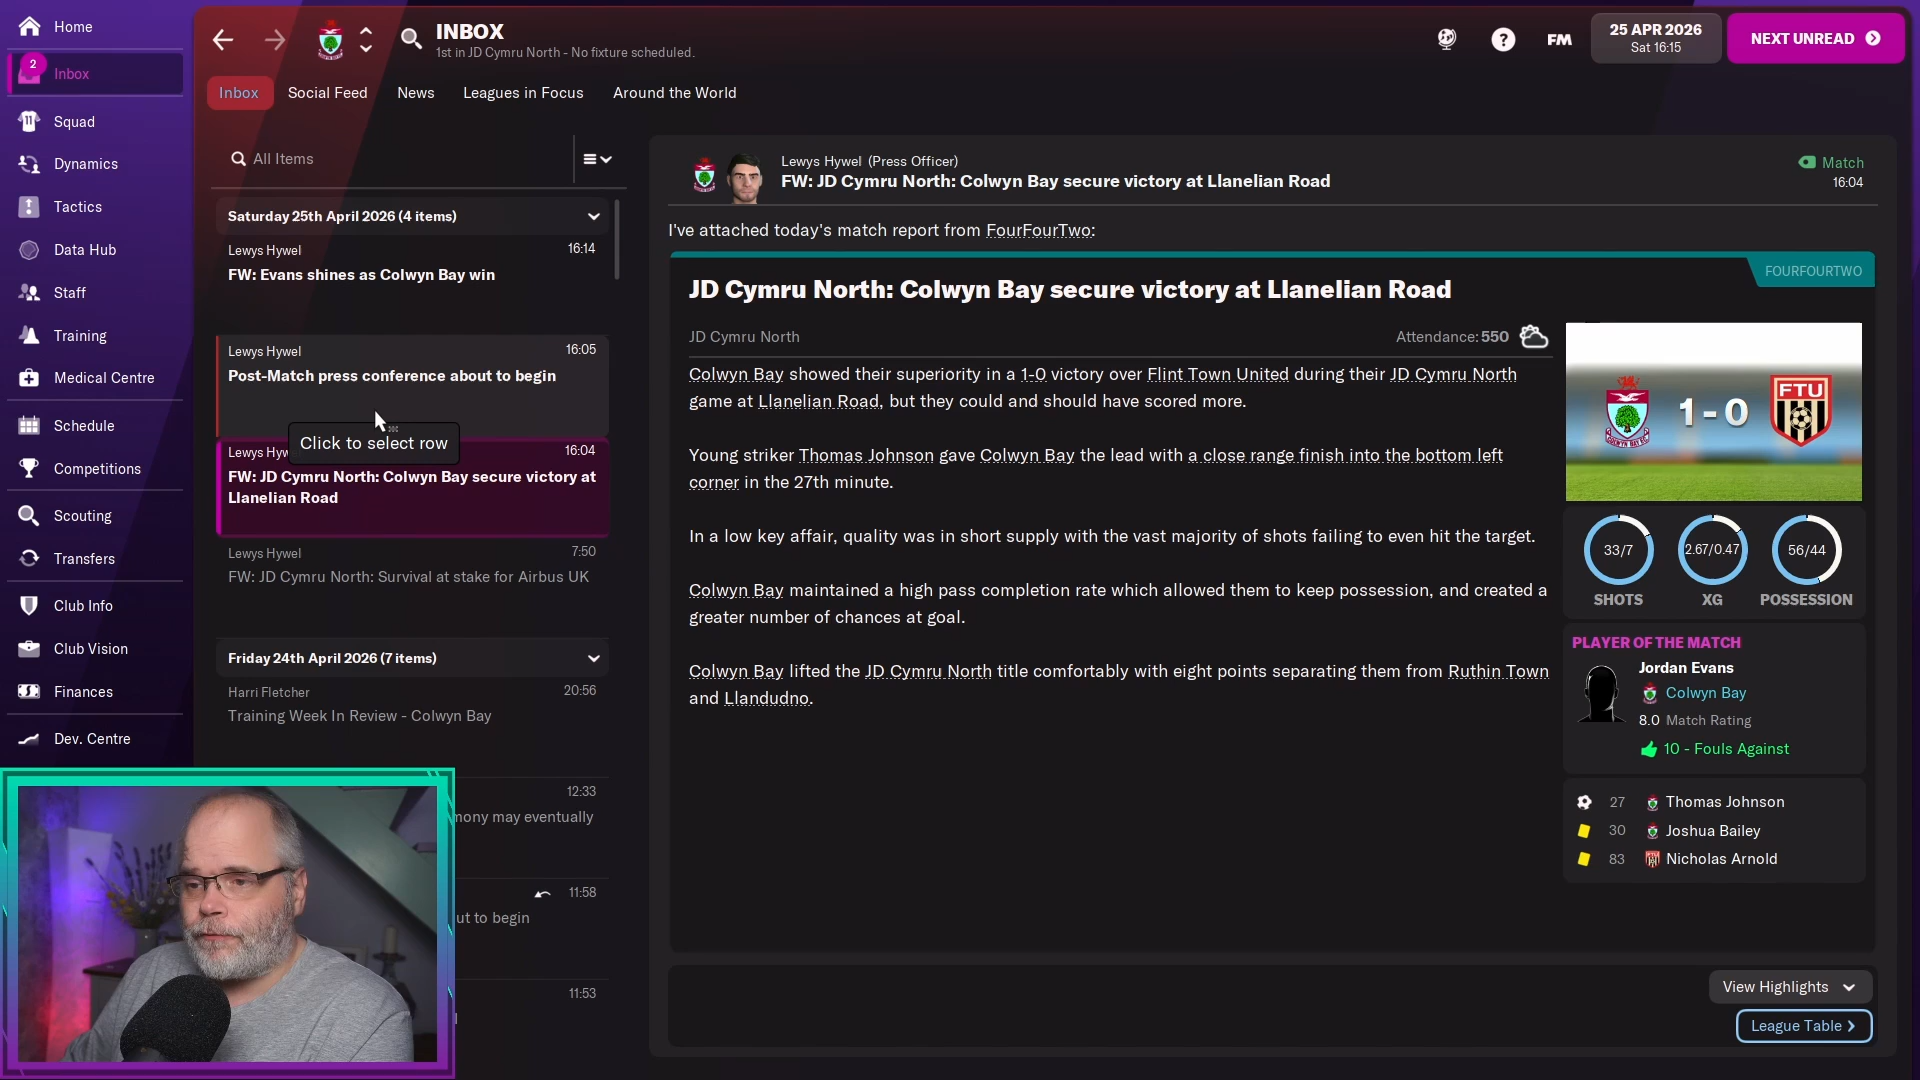 Home
2
Inbox
Squad
Dynamics
Tactics
Data Hub
Staff
Training
Medical Centre
Schedule
Competitions
Scouting
Transfers
Club Info
Club Vision
Finances
Dev. Centre
INBOX
1st in JD Cymru North - No fixture scheduled.
?
FM
25 APR 2026
Sat 16:15
NEXT UNREAD
Inbox
Social Feed
News
Leagues in Focus
Around the World
All Items
Saturday 25th April 2026 (4 items)
Lewys Hywel 16:14
FW: Evans shines as Colwyn Bay win
Lewys Hywel 16:05
Post-Match press conference about to begin
Click to select row
Lewys Hyw 16:04
FW: JD Cymru North: Colwyn Bay secure victory at
Llanelian Road
Lewys Hywel 7:50
FW: JD Cymru North: Survival at stake for Airbus UK
Friday 24th April 2026 (7 items)
Harri Fletcher 20:56
Training Week In Review - Colwyn Bay
12:33
mony may eventually
11:58
ut to begin
11:53
Lewys Hywel (Press Officer)
FW: JD Cymru North: Colwyn Bay secure victory at Llanelian Road
Match
16:04
I've attached today's match report from FourFourTwo:
FOURFOURTWO
JD Cymru North: Colwyn Bay secure victory at Llanelian Road
JD Cymru North
Attendance: 550
Colwyn Bay showed their superiority in a 1-0 victory over Flint Town United during their JD Cymru North
game at Llanelian Road, but they could and should have scored more.
Young striker Thomas Johnson gave Colwyn Bay the lead with a close range finish into the bottom left
corner in the 27th minute.
In a low key affair, quality was in short supply with the vast majority of shots failing to even hit the target.
Colwyn Bay maintained a high pass completion rate which allowed them to keep possession, and created a
greater number of chances at goal.
Colwyn Bay lifted the JD Cymru North title comfortably with eight points separating them from Ruthin Town
and Llandudno.
1 - 0
FTU
33/7
2.67/0.47
56/44
SHOTS
XG
POSSESSION
PLAYER OF THE MATCH
Jordan Evans
Colwyn Bay
8.0 Match Rating
10 - Fouls Against
27 Thomas Johnson
30 Joshua Bailey
83 Nicholas Arnold
View Highlights
League Table